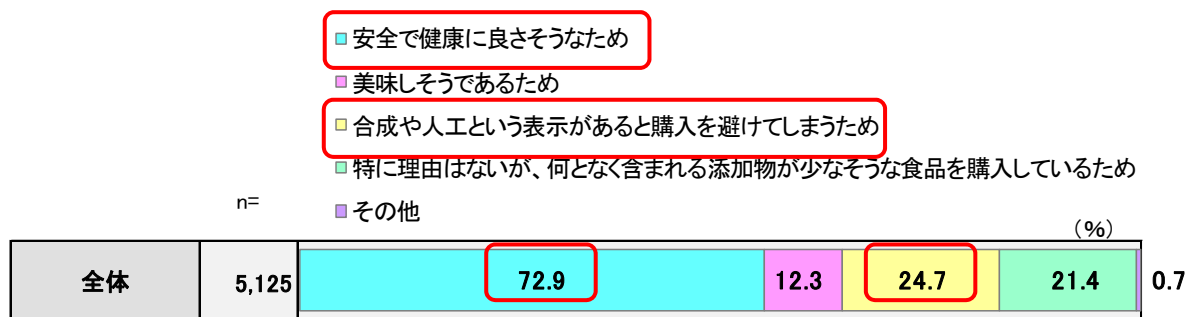 安全で健康に良さそうなため
美味しそうであるため
合成や人工という表示があると購入を避けてしまうため
特に理由はないが、何となく含まれる添加物が少なそうな食品を購入しているため
n=
その他
（%）
全体 5,125 72.9 12.3 24.7 21.4 0.7